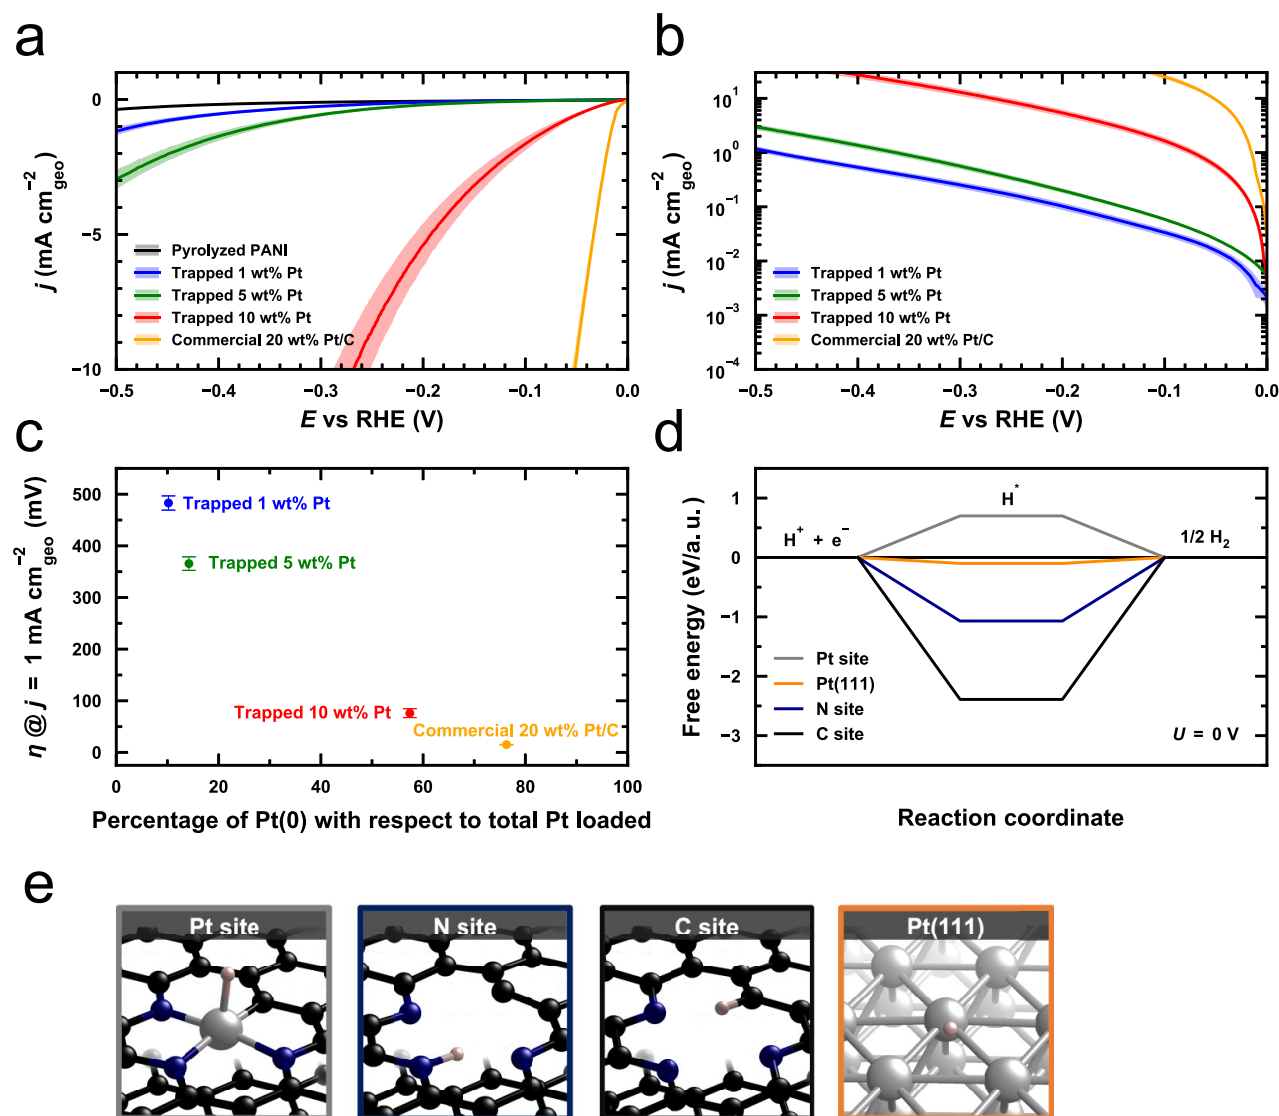 a
0
−5
−10
−0.5
−0.4
−0.3
−0.2
−0.1
0.0
j (mA cm⁻²geo)
E vs RHE (V)
Pyrolyzed PANI
Trapped 1 wt% Pt
Trapped 5 wt% Pt
Trapped 10 wt% Pt
Commercial 20 wt% Pt/C
b
10¹
10⁰
10⁻¹
10⁻²
10⁻³
10⁻⁴
−0.5
−0.4
−0.3
−0.2
−0.1
0.0
j (mA cm⁻²geo)
E vs RHE (V)
Trapped 1 wt% Pt
Trapped 5 wt% Pt
Trapped 10 wt% Pt
Commercial 20 wt% Pt/C
c
500
400
300
200
100
0
0
20
40
60
80
100
η @ j = 1 mA cm⁻²geo (mV)
Percentage of Pt(0) with respect to total Pt loaded
Trapped 1 wt% Pt
Trapped 5 wt% Pt
Trapped 10 wt% Pt
Commercial 20 wt% Pt/C
d
1
0
−1
−2
−3
Free energy (eV/a. u.)
H⁺ + e⁻
H*
1/2 H₂
Pt site
Pt(111)
N site
C site
U = 0 V
Reaction coordinate
e
Pt site
N site
C site
Pt(111)